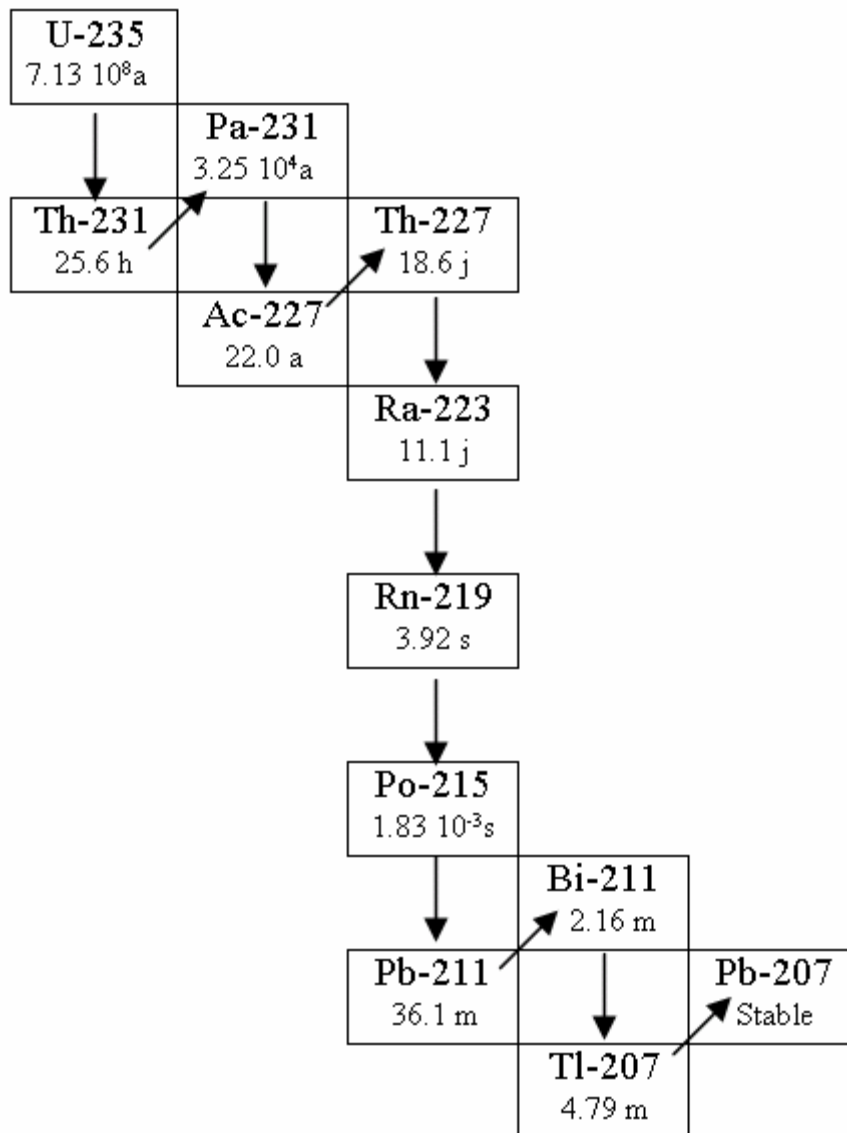 U-235
7.13 10⁸a
Pa-231
3.25 10⁴a
Th-231
25.6 h
Th-227
18.6 j
Ac-227
22.0 a
Ra-223
11.1 j
Rn-219
3.92 s
Po-215
1.83 10⁻³s
Bi-211
2.16 m
Pb-211
36.1 m
Pb-207
Stable
Tl-207
4.79 m